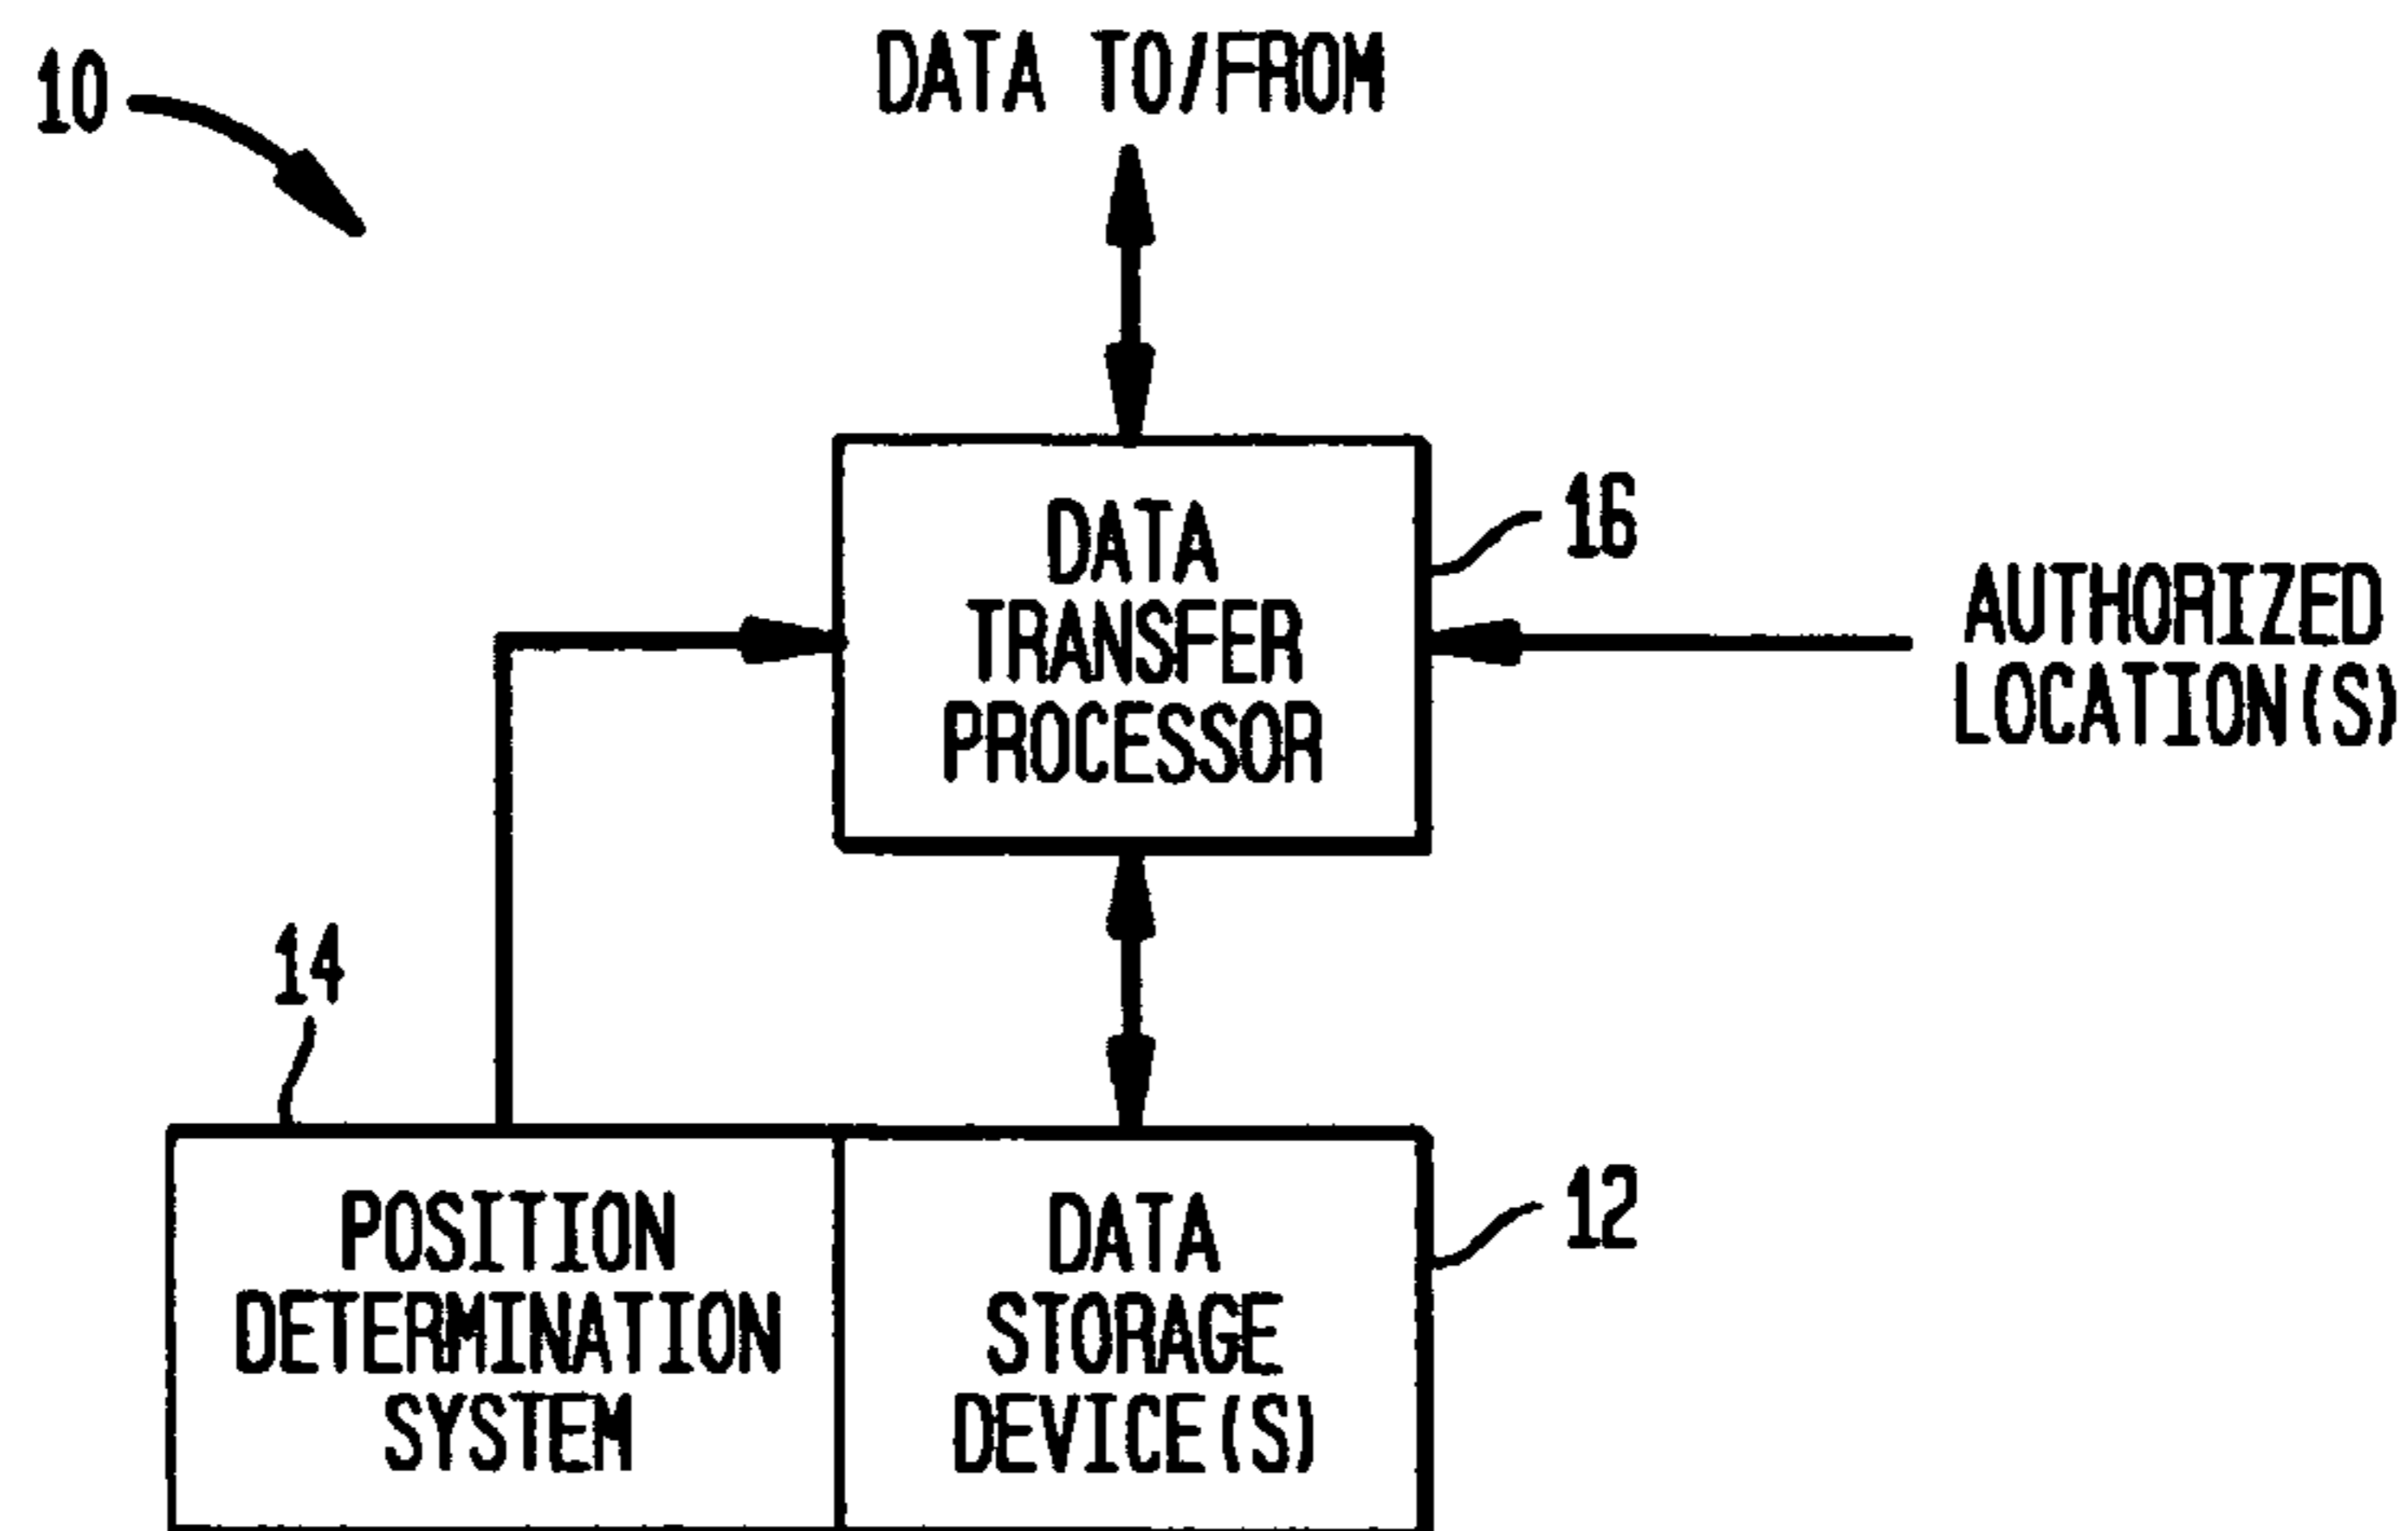 10
DATA TO/FROM
DATA
TRANSFER
PROCESSOR
16
AUTHORIZED
LOCATION(S)
14
POSITION
DETERMINATION
SYSTEM
DATA
STORAGE
DEVICE(S)
12